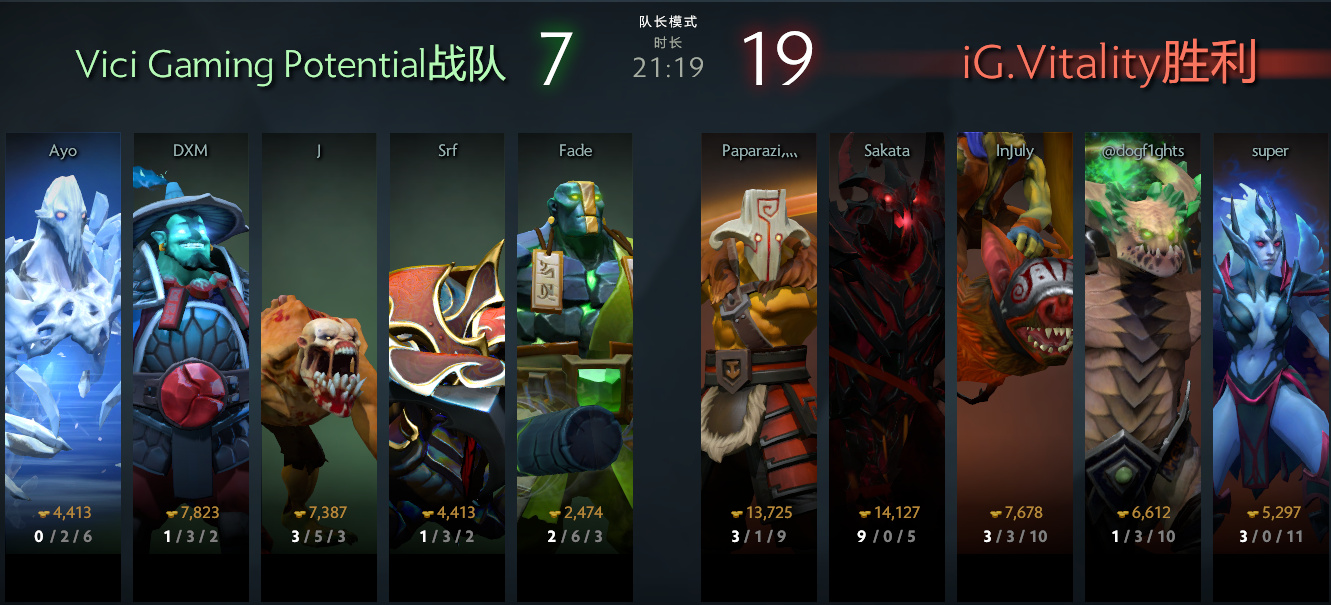 队长模式
Vici Gaming Potential战队 7 时长 19 iG.Vitality胜利
21:19
Ayo DXM J Srf Fade Paparazi灬 Sakata InJuly @dogf1ghts super
4,413 7,823 7,387 4,413 2,474 13,725 14,127 7,678 6,612 5,297
0 / 2 / 6 1 / 3 / 2 3 / 5 / 3 1 / 3 / 2 2 / 6 / 3 3 / 1 / 9 9 / 0 / 5 3 / 3 / 10 1 / 3 / 10 3 / 0 / 11